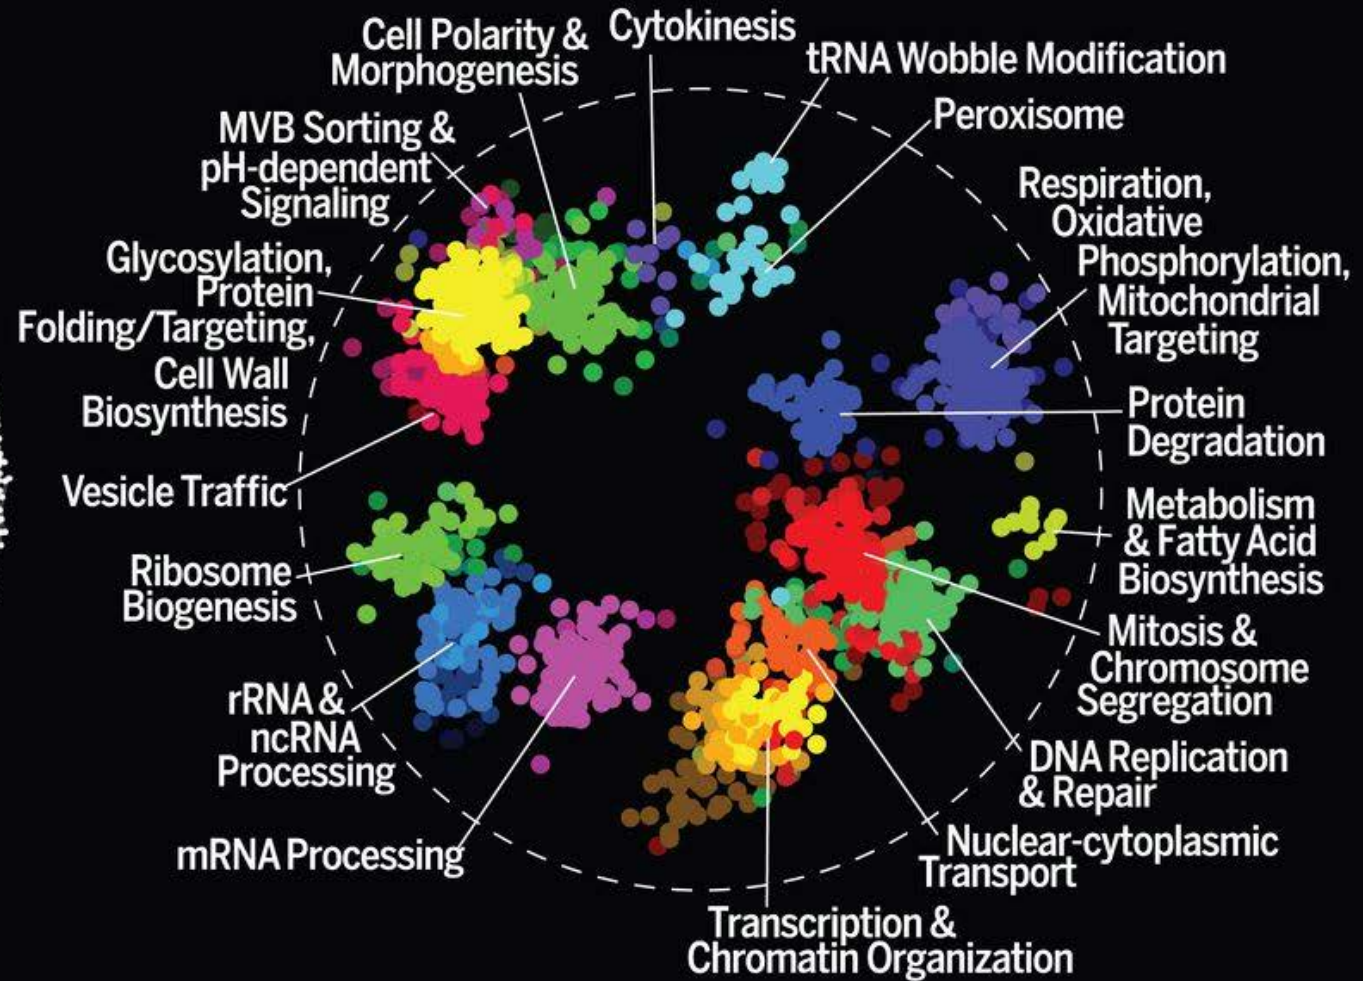 Cell Polarity &
Morphogenesis
Cytokinesis
tRNA Wobble Modification
Peroxisome
MVB Sorting &
pH-dependent
Signaling
Respiration,
Oxidative
Phosphorylation,
Mitochondrial
Targeting
Glycosylation,
Protein
Folding/Targeting,
Cell Wall
Biosynthesis
Protein
Degradation
Vesicle Traffic
Metabolism
& Fatty Acid
Biosynthesis
Ribosome
Biogenesis
Mitosis &
Chromosome
Segregation
rRNA &
ncRNA
Processing
DNA Replication
& Repair
mRNA Processing
Nuclear-cytoplasmic
Transport
Transcription &
Chromatin Organization